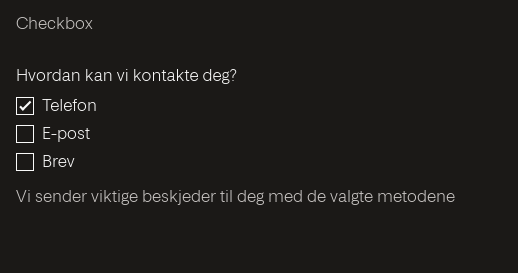 Checkbox
Hvordan kan vi kontakte deg?
Telefon
E-post
Brev
Vi sender viktige beskjeder til deg med de valgte metodene